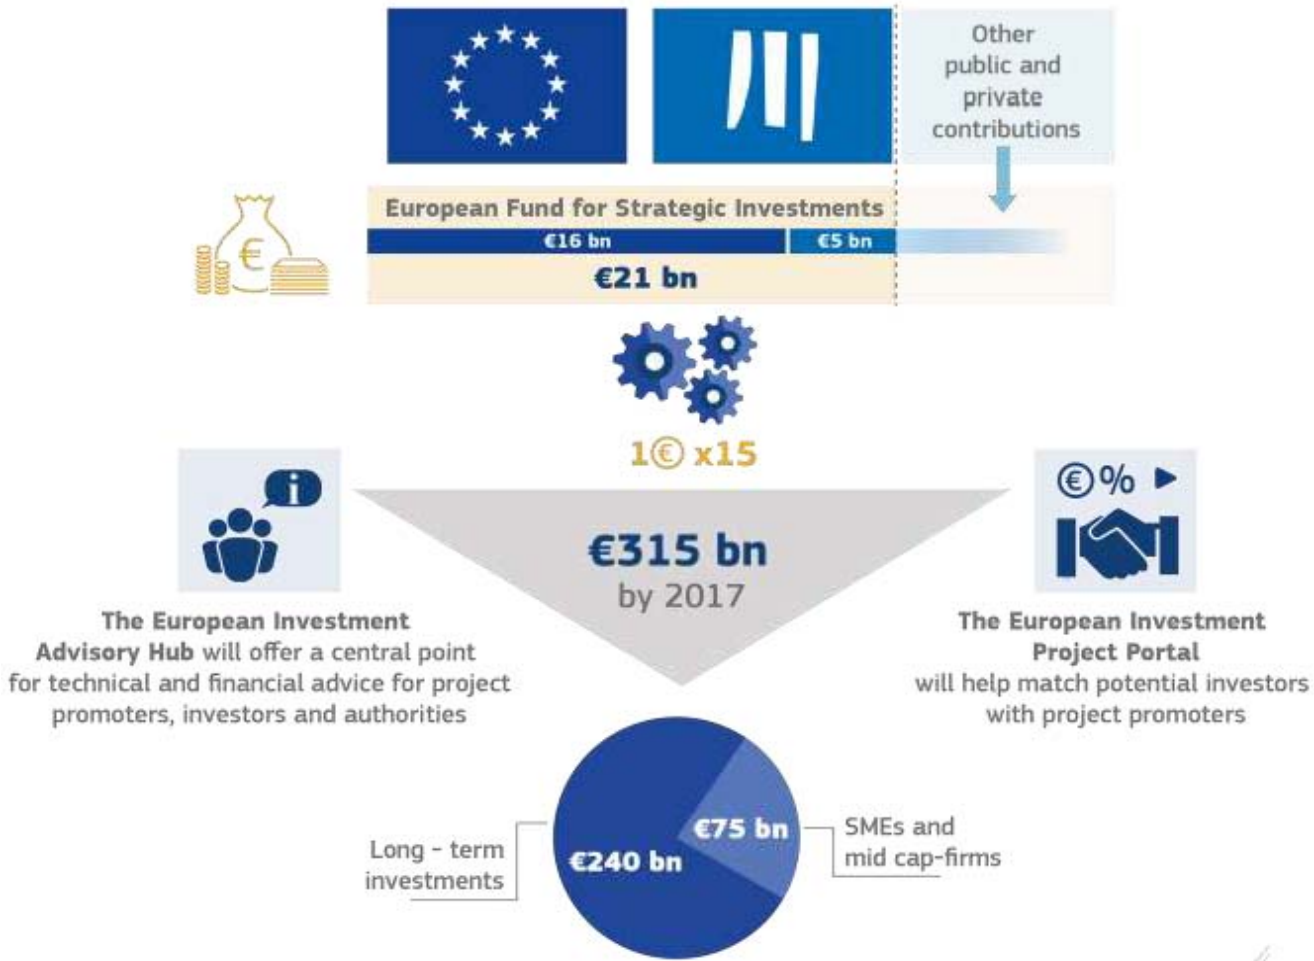 Other
public and
private
contributions
European Fund for Strategic Investments
€16 bn
€5 bn
€21 bn
€
1€ x15
i
€% 
€315 bn
by 2017
The European Investment
Advisory Hub will offer a central point
for technical and financial advice for project
promoters, investors and authorities
The European Investment
Project Portal
will help match potential investors
with project promoters
€75 bn
€240 bn
SMEs and
mid cap-firms
Long - term
investments